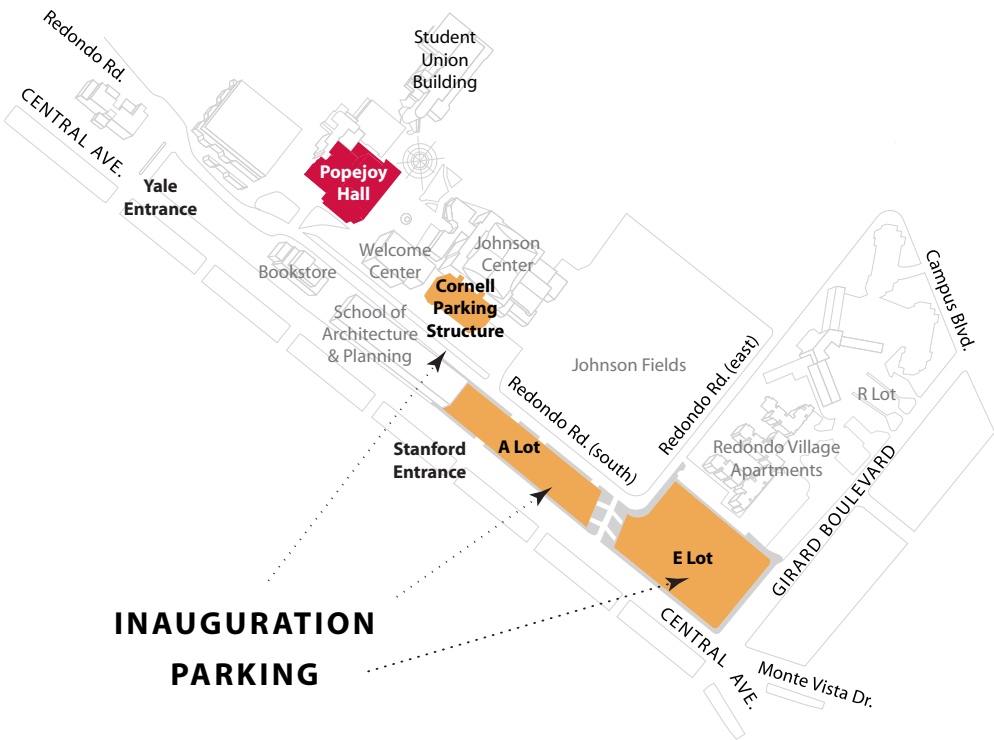 Redondo Rd.
Student
Union
Building
CENTRAL AVE.
Popejoy
Hall
Yale
Entrance
Welcome
Center
Johnson
Center
Bookstore
Cornell
Parking
Structure
School of
Architecture
& Planning
Campus Blvd.
Johnson Fields
Redondo Rd. (east)
R Lot
Redondo Rd. (south)
A Lot
Stanford
Entrance
Redondo Village
Apartments
GIRARD BOULEVARD
E Lot
INAUGURATION
PARKING
CENTRAL AVE.
Monte Vista Dr.